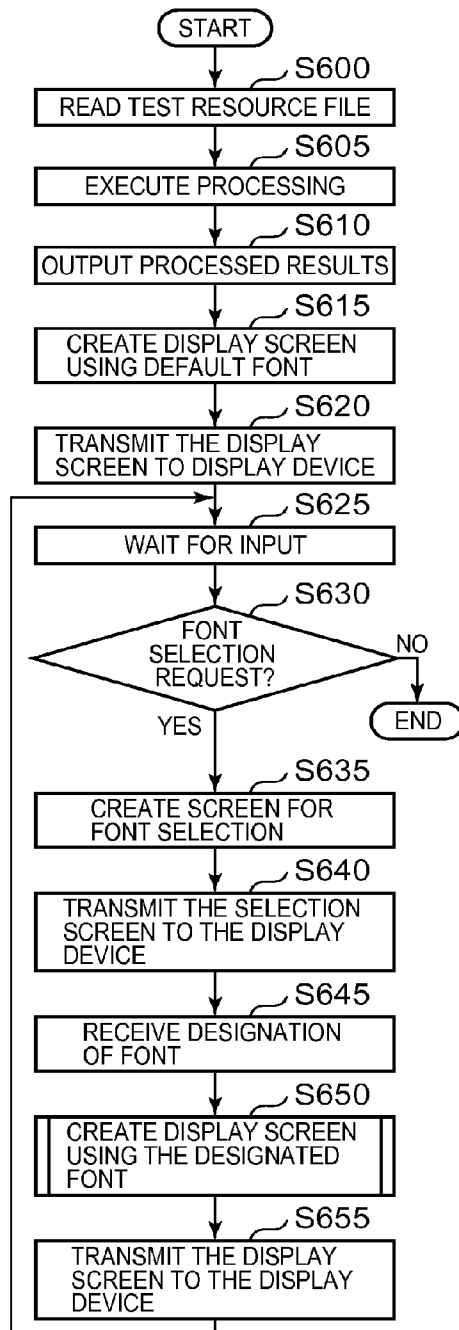 START
S600
READ TEST RESOURCE FILE
S605
EXECUTE PROCESSING
S610
OUTPUT PROCESSED RESULTS
S615
CREATE DISPLAY SCREEN
USING DEFAULT FONT
S620
TRANSMIT THE DISPLAY
SCREEN TO DISPLAY DEVICE
S625
WAIT FOR INPUT
S630
FONT
SELECTION
REQUEST?
NO
END
YES
S635
CREATE SCREEN FOR
FONT SELECTION
S640
TRANSMIT THE SELECTION
SCREEN TO THE DISPLAY
DEVICE
S645
RECEIVE DESIGNATION
OF FONT
S650
CREATE DISPLAY SCREEN
USING THE DESIGNATED
FONT
S655
TRANSMIT THE DISPLAY
SCREEN TO THE DISPLAY
DEVICE